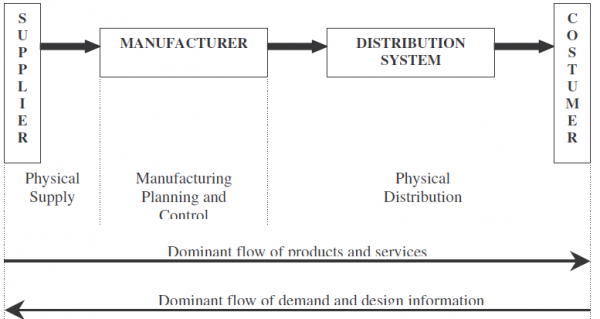 SUPPLIER
MANUFACTURER
DISTRIBUTION
SYSTEM
COSTUMER
Physical
Supply
Manufacturing
Planning and
Control
Physical
Distribution
Dominant flow of products and services
Dominant flow of demand and design information